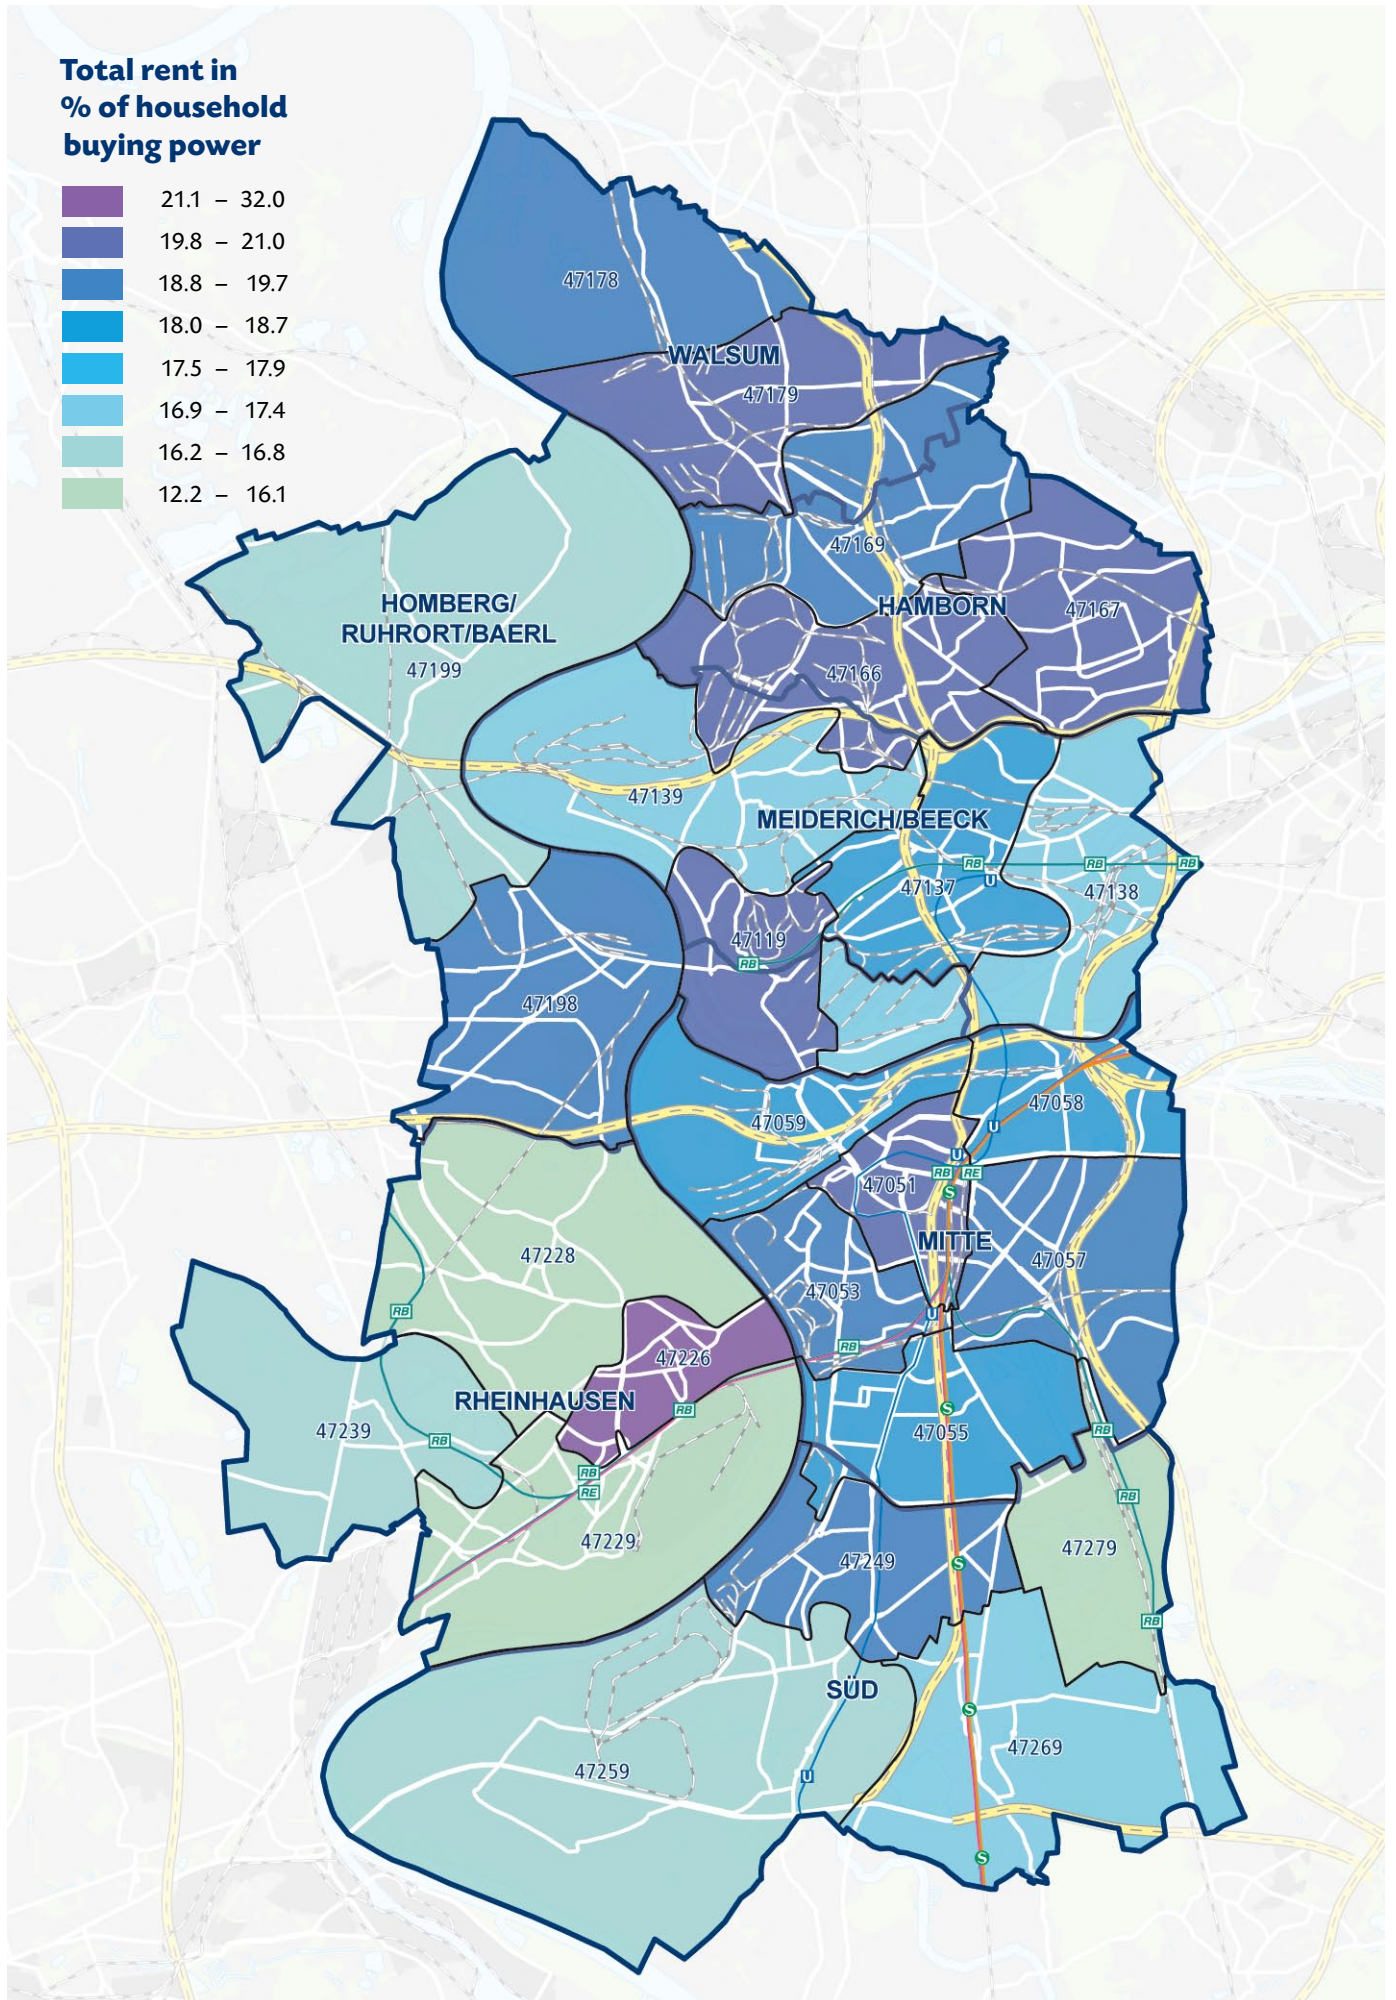 Total rent in
% of household
buying power
21.1 – 32.0
19.8 – 21.0
18.8 – 19.7
18.0 – 18.7
17.5 – 17.9
16.9 – 17.4
16.2 – 16.8
12.2 – 16.1
47178
WALSUM
47179
47169
HOMBERG/
RUHRORT/BAERL
HAMBORN
47167
47199
47166
47139
MEIDERICH/BEECK
RB RB RB
47137 U 47138
47119
RB
47198
47058
47059
U
U
RB RE
47051
S
MITTE
47228
47057
47053
RB
U
RB
47226
RHEINHAUSEN
RB
S
47239
47055
RB
RB
RB
RE
RB
47229
47279
47249
S
RB
SÜD
S
47269
47259
U
S